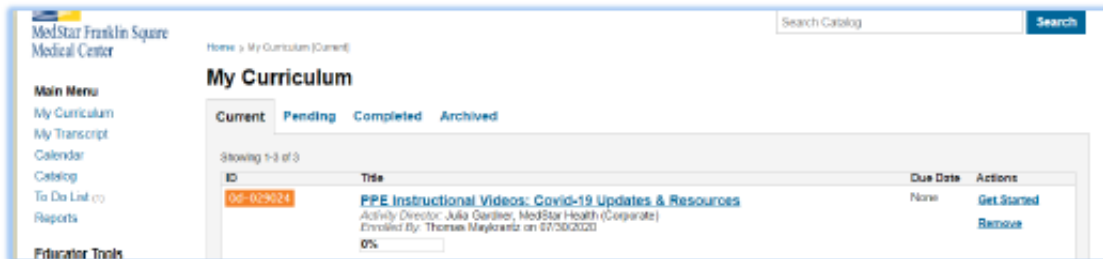 MedStar Franklin Square
Medical Center
Search Catalog
Search
Home > My Curriculum (Current)
My Curriculum
Main Menu
My Curriculum
My Transcript
Calendar
Catalog
To Do List (1)
Reports
Educator Tools
Current Pending Completed Archived
Showing 1-3 of 3
ID Title Due Date Actions
0d-029024 PPE Instructional Videos: Covid-19 Updates & Resources None Get Started
Activity Director: Julia Gardner, MedStar Health (Corporate)
Enrolled By: Thomas Maykrantz on 07/30/2020
Remove
0%